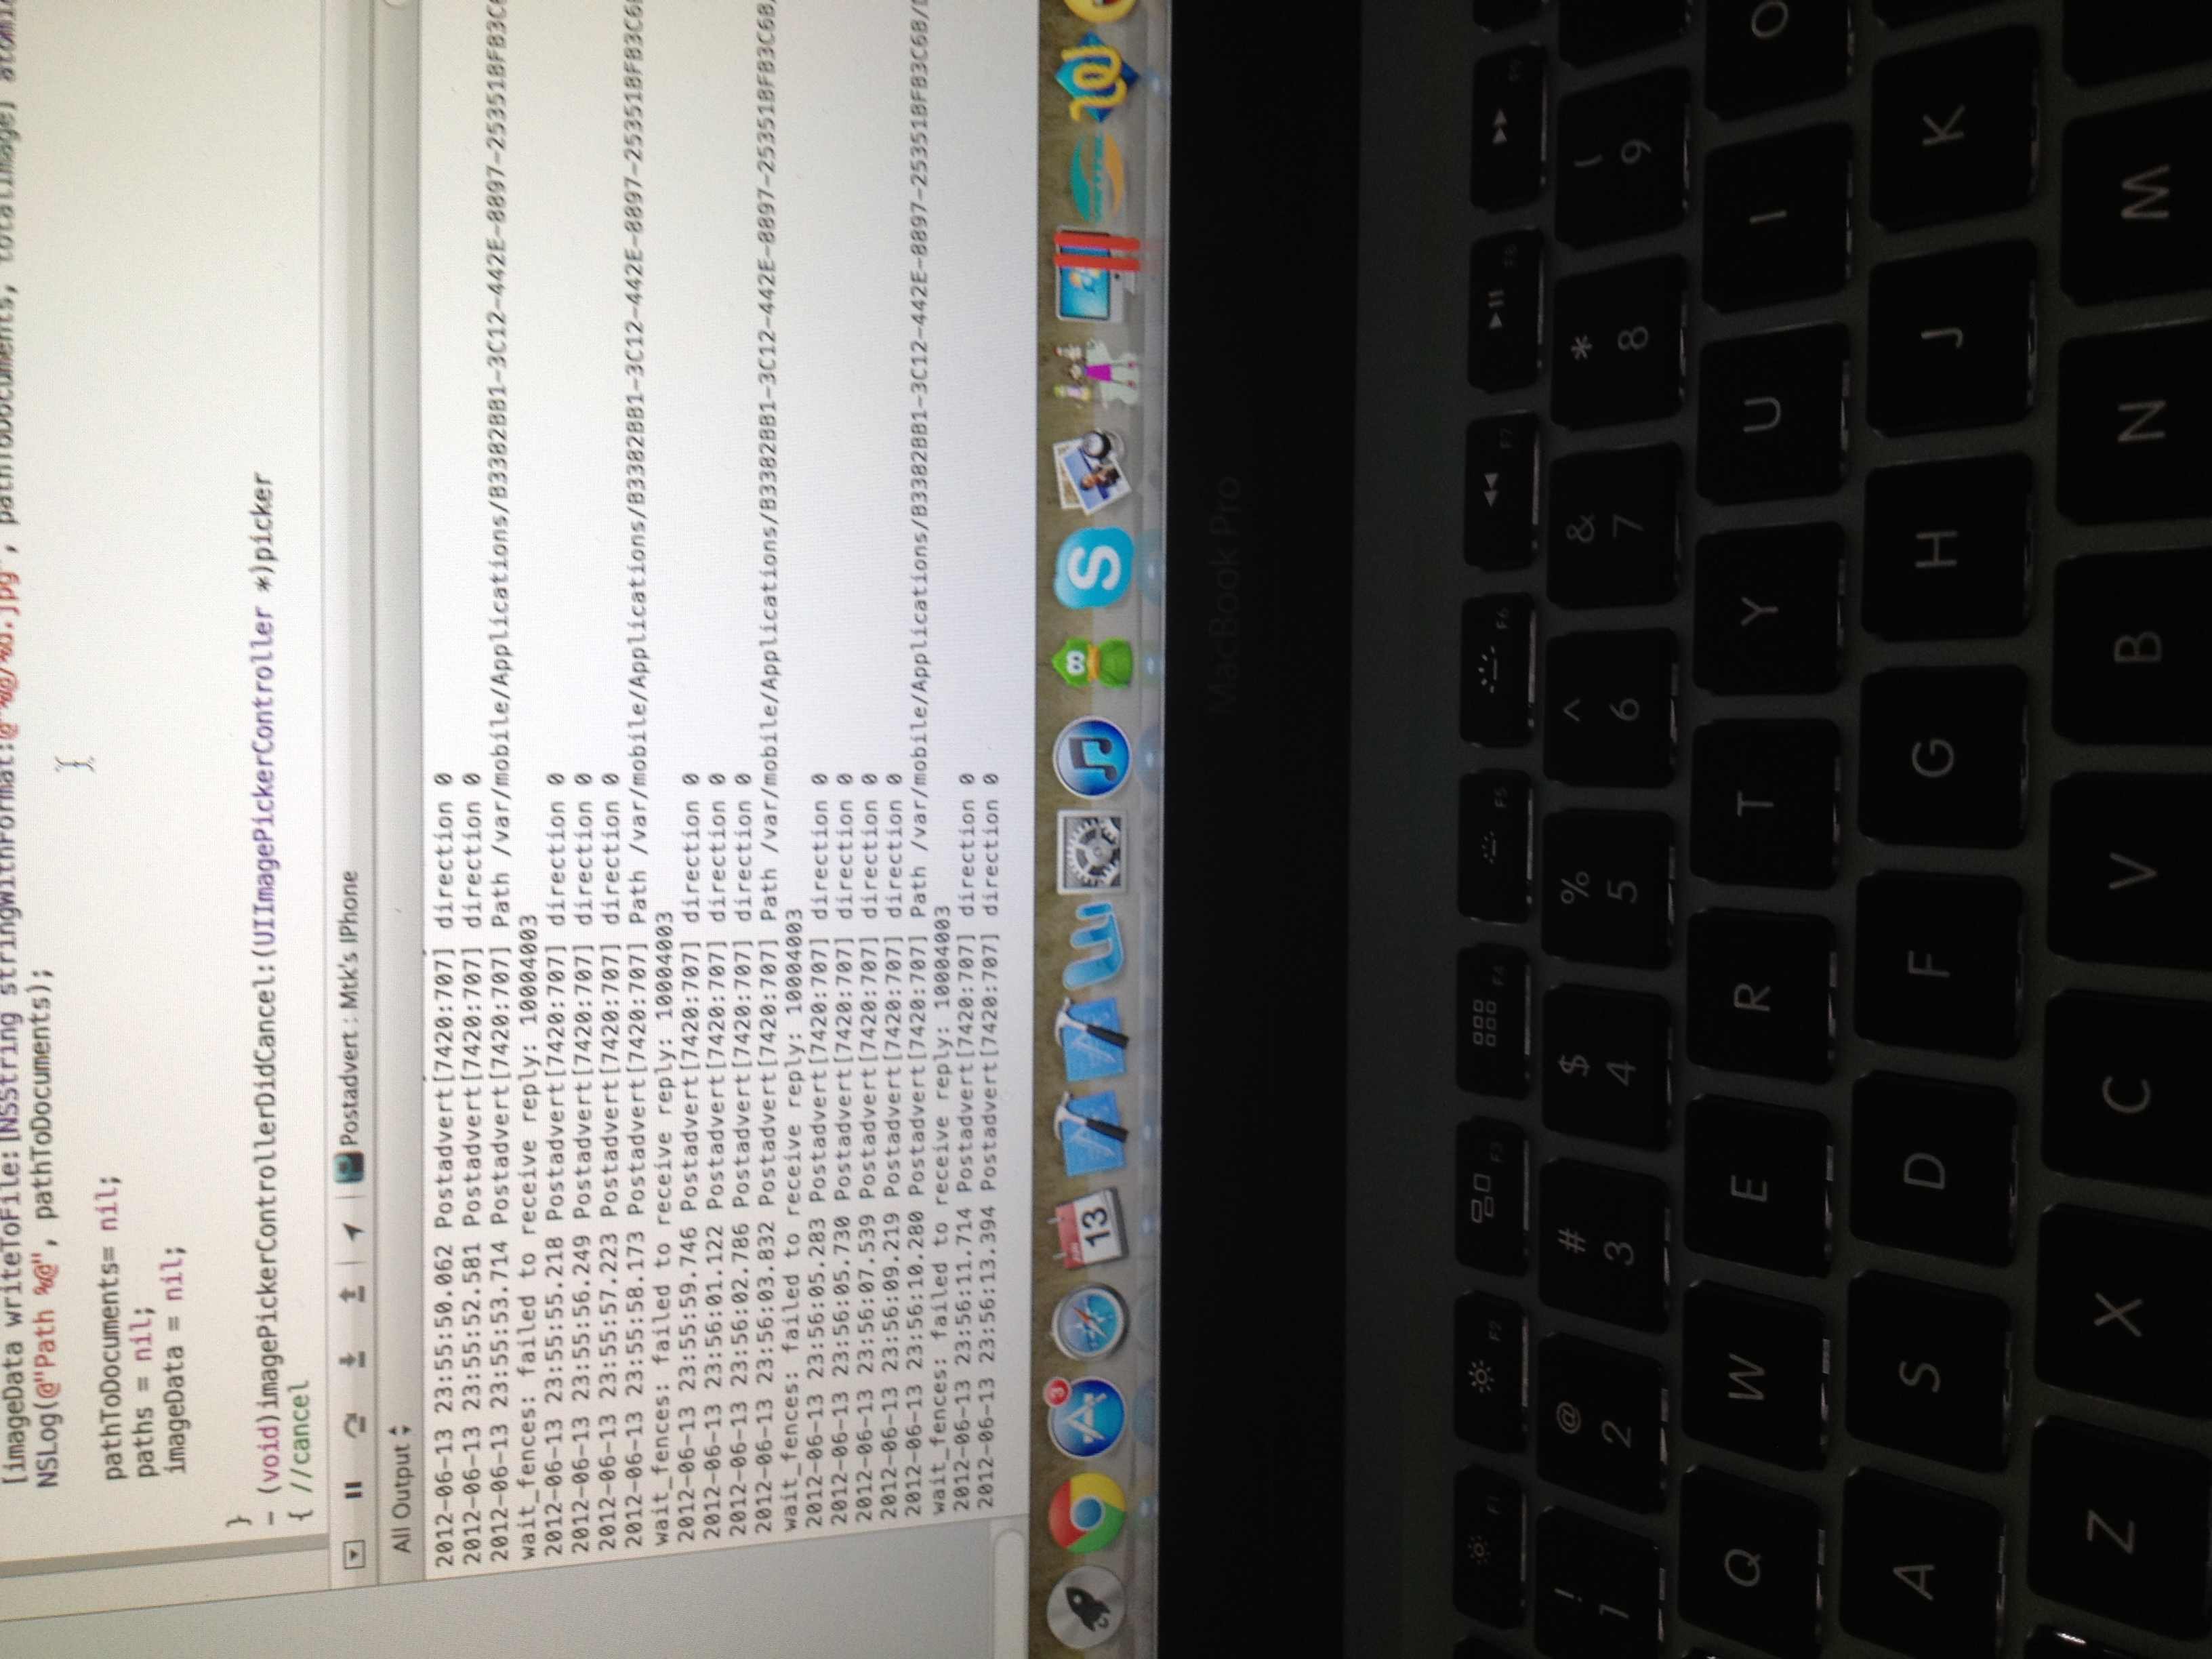 [imageData writeToFile:[NSString stringWithFormat:@"%@/%d.jpg", pathToDocuments, totalImage]
NSLog(@"Path %@", pathToDocuments);
pathToDocuments= nil;
paths = nil;
imageData = nil;
}
- (void)imagePickerControllerDidCancel:(UIImagePickerController *)picker
{ //cancel
Postadvert : Mtk's IPhone
All Output
2012-06-13 23:55:50.062 Postadvert[7420:707] direction 0
2012-06-13 23:55:52.581 Postadvert[7420:707] direction 0
2012-06-13 23:55:53.714 Postadvert[7420:707] Path /var/mobile/Applications/B3382BB1-3C12-442E-8897-253518FB3C6
wait_fences: failed to receive reply: 10004003
2012-06-13 23:55:55.218 Postadvert[7420:707] direction 0
2012-06-13 23:55:56.249 Postadvert[7420:707] direction 0
2012-06-13 23:55:57.223 Postadvert[7420:707] direction 0
2012-06-13 23:55:58.173 Postadvert[7420:707] Path /var/mobile/Applications/B3382BB1-3C12-442E-8897-253518FB3C6B
wait_fences: failed to receive reply: 10004003
2012-06-13 23:55:59.746 Postadvert[7420:707] direction 0
2012-06-13 23:56:01.122 Postadvert[7420:707] direction 0
2012-06-13 23:56:02.786 Postadvert[7420:707] direction 0
2012-06-13 23:56:03.832 Postadvert[7420:707] Path /var/mobile/Applications/B3382BB1-3C12-442E-8897-253518FB3C6B/
wait_fences: failed to receive reply: 10004003
2012-06-13 23:56:05.283 Postadvert[7420:707] direction 0
2012-06-13 23:56:05.730 Postadvert[7420:707] direction 0
2012-06-13 23:56:07.539 Postadvert[7420:707] direction 0
2012-06-13 23:56:09.219 Postadvert[7420:707] direction 0
2012-06-13 23:56:10.280 Postadvert[7420:707] Path /var/mobile/Applications/B3382BB1-3C12-442E-8897-253518FB3C6B/
wait_fences: failed to receive reply: 10004003
2012-06-13 23:56:11.714 Postadvert[7420:707] direction 0
2012-06-13 23:56:13.394 Postadvert[7420:707] direction 0
3
JUN
13
MacBook Pro
F1 F2 F3 F4 F5 F6 F7 F8 F9
! @ # $ % ^ & * (
1 2 3 4 5 6 7 8 9
Q W E R T Y U I O
A S D F G H J K
Z X C V B N M